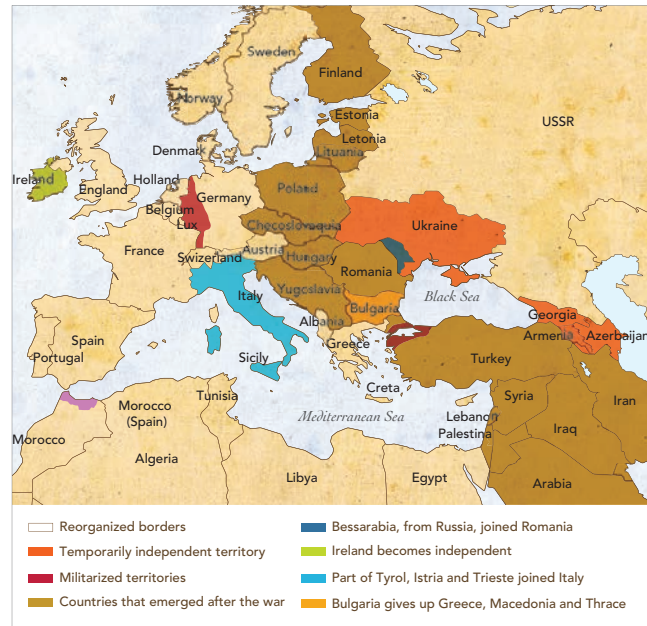 Sweden
Finland
Norway
Estonia
USSR
Letonia
Denmark
Lituania
Ireland
Holland
England
Germany
Poland
Belgium
Lux
Ukraine
Checoslovaquia
France
Austria
Swizerland
Hungary
Romania
Italy
Yugoslavia
Black Sea
Bulgaria
Georgia
Albania
Armenia
Azerbaijan
Spain
Greece
Portugal
Sicily
Turkey
Creta
Tunisia
Syria
Iran
Morocco
(Spain)
Mediterranean Sea
Lebanon
Palestina
Iraq
Morocco
Algeria
Libya
Egypt
Arabia
Reorganized borders
Temporarily independent territory
Militarized territories
Countries that emerged after the war
Bessarabia, from Russia, joined Romania
Ireland becomes independent
Part of Tyrol, Istria and Trieste joined Italy
Bulgaria gives up Greece, Macedonia and Thrace